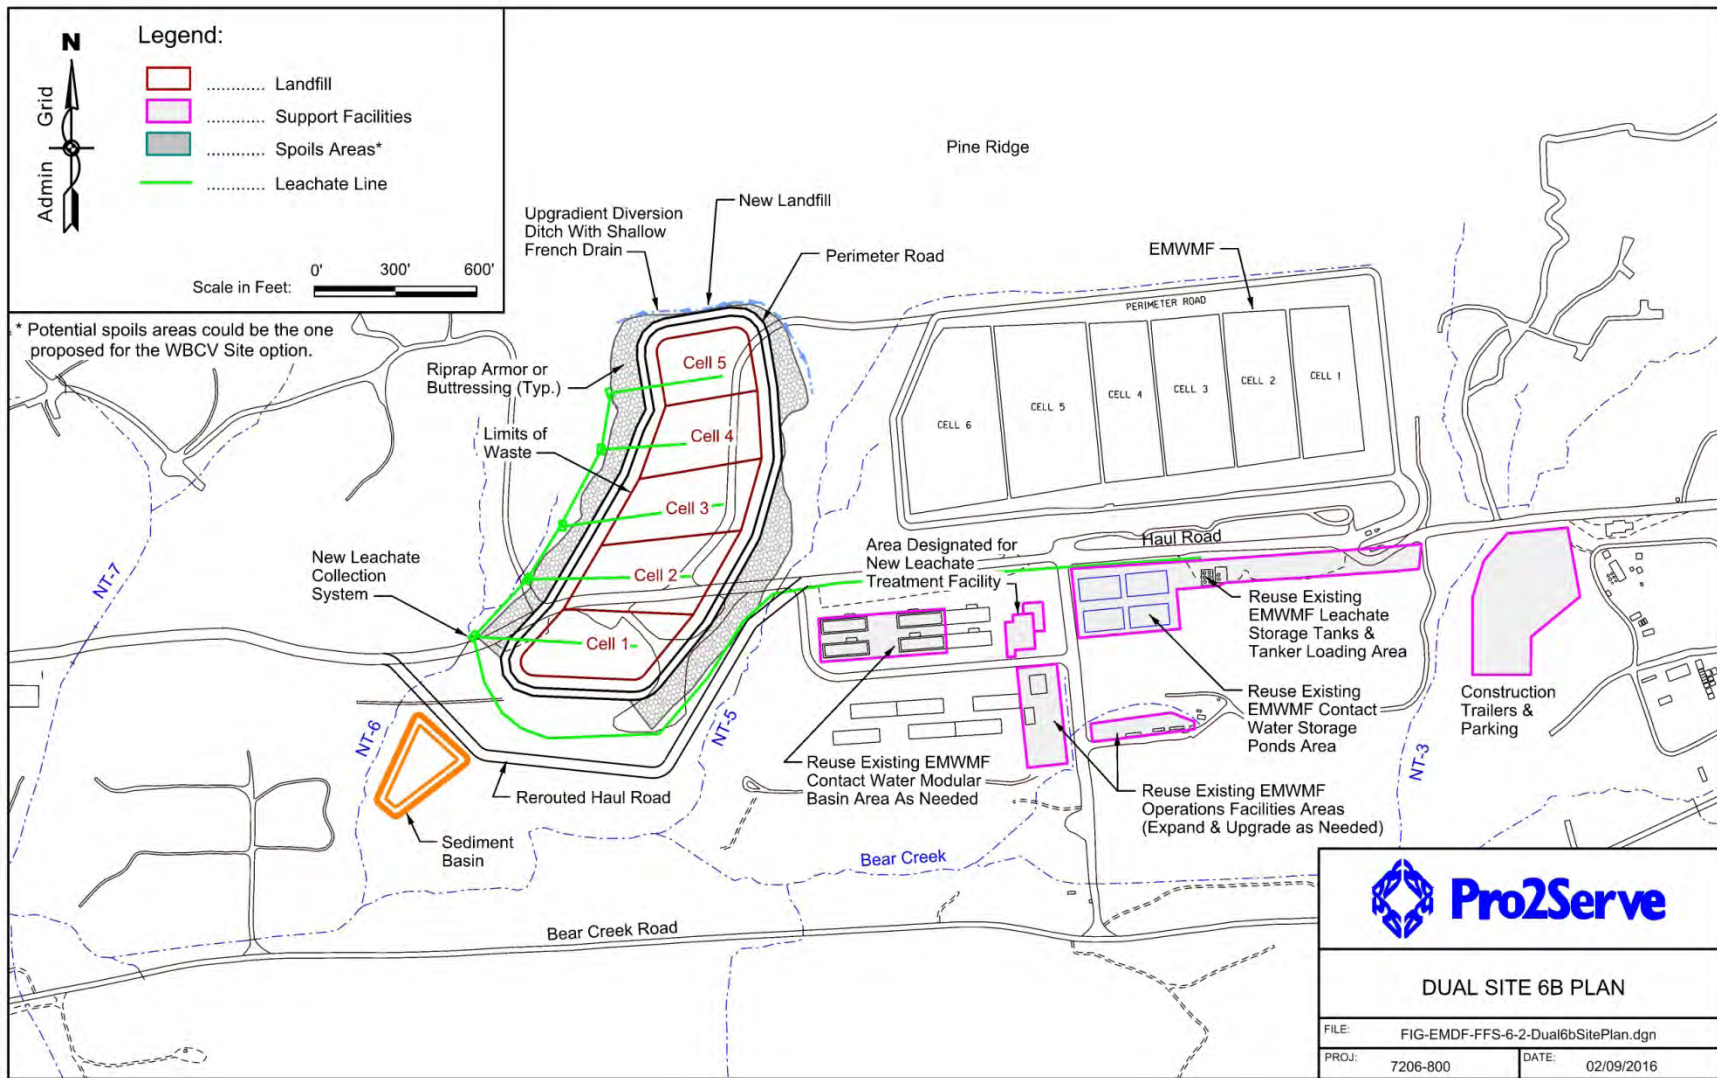 N
Grid
Admin
Legend:
............ Landfill
............ Support Facilities
............ Spoils Areas*
............ Leachate Line
Scale in Feet:
0' 300' 600'
* Potential spoils areas could be the one
proposed for the WBCV Site option.
Pine Ridge
New Landfill
Upgradient Diversion
Ditch With Shallow
French Drain
Perimeter Road
EMWMF
PERIMETER ROAD
Riprap Armor or
Buttressing (Typ.)
Limits of
Waste
Cell 5
Cell 4
Cell 3
Cell 2
Cell 1
CELL 6
CELL 5
CELL 4
CELL 3
CELL 2
CELL 1
New Leachate
Collection
System
Area Designated for
New Leachate
Treatment Facility
Haul Road
Reuse Existing
EMWMF Leachate
Storage Tanks &
Tanker Loading Area
Reuse Existing
EMWMF Contact
Water Storage
Ponds Area
Construction
Trailers &
Parking
NT-7
NT-6
NT-5
NT-3
Reuse Existing EMWMF
Contact Water Modular
Basin Area As Needed
Reuse Existing EMWMF
Operations Facilities Areas
(Expand & Upgrade as Needed)
Rerouted Haul Road
Sediment
Basin
Bear Creek
Bear Creek Road
Pro2Serve
DUAL SITE 6B PLAN
FILE: FIG-EMDF-FFS-6-2-Dual6bSitePlan.dgn
PROJ: 7206-800 DATE: 02/09/2016